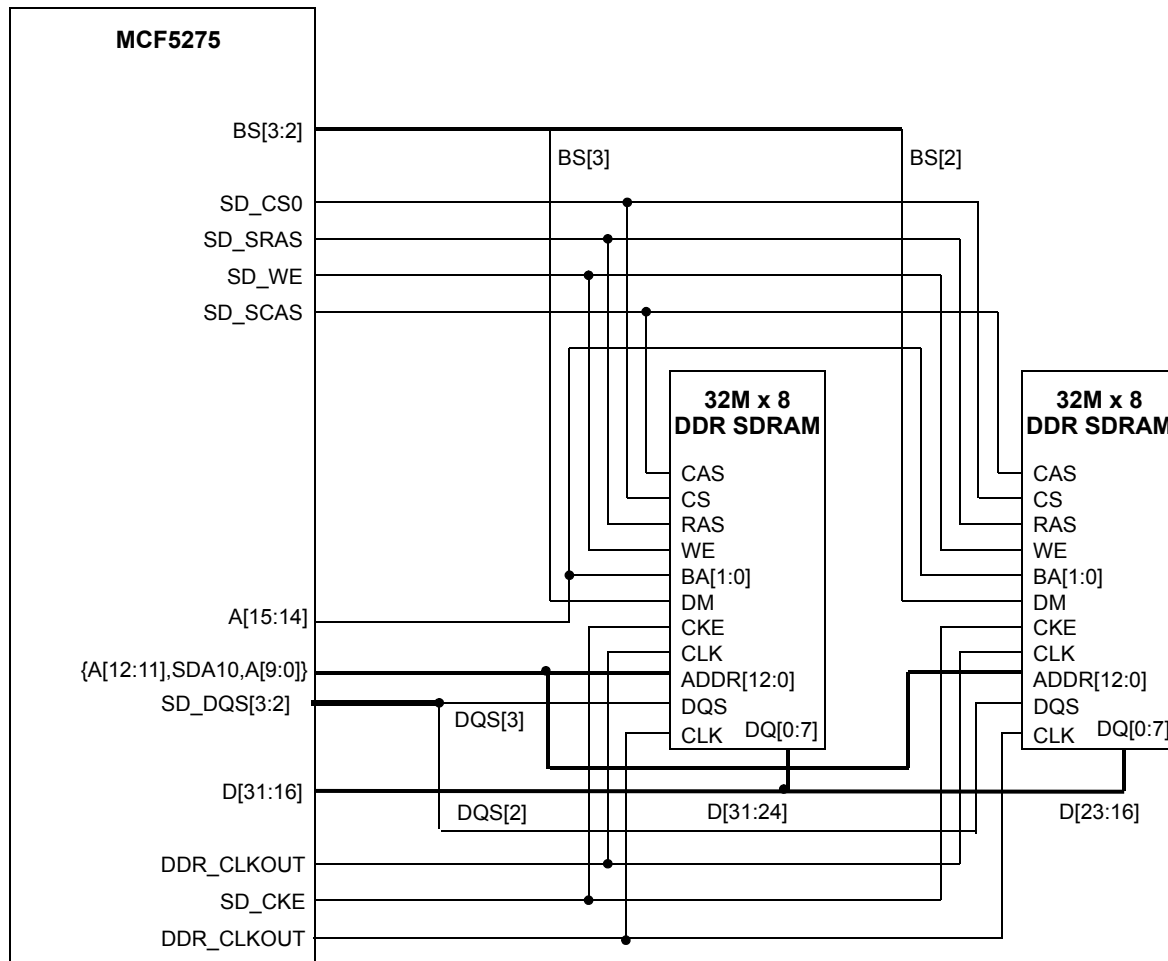 MCF5275
BS[3:2]
BS[3]
BS[2]
SD_CS0
SD_SRAS
SD_WE
SD_SCAS
A[15:14]
{A[12:11],SDA10,A[9:0]}
SD_DQS[3:2]
D[31:16]
DDR_CLKOUT
SD_CKE
DDR_CLKOUT
32M x 8
DDR SDRAM
CAS
CS
RAS
WE
BA[1:0]
DM
CKE
CLK
ADDR[12:0]
DQS
CLK
DQ[0:7]
32M x 8
DDR SDRAM
CAS
CS
RAS
WE
BA[1:0]
DM
CKE
CLK
ADDR[12:0]
DQS
CLK
DQ[0:7]
DQS[3]
DQS[2]
D[31:24]
D[23:16]